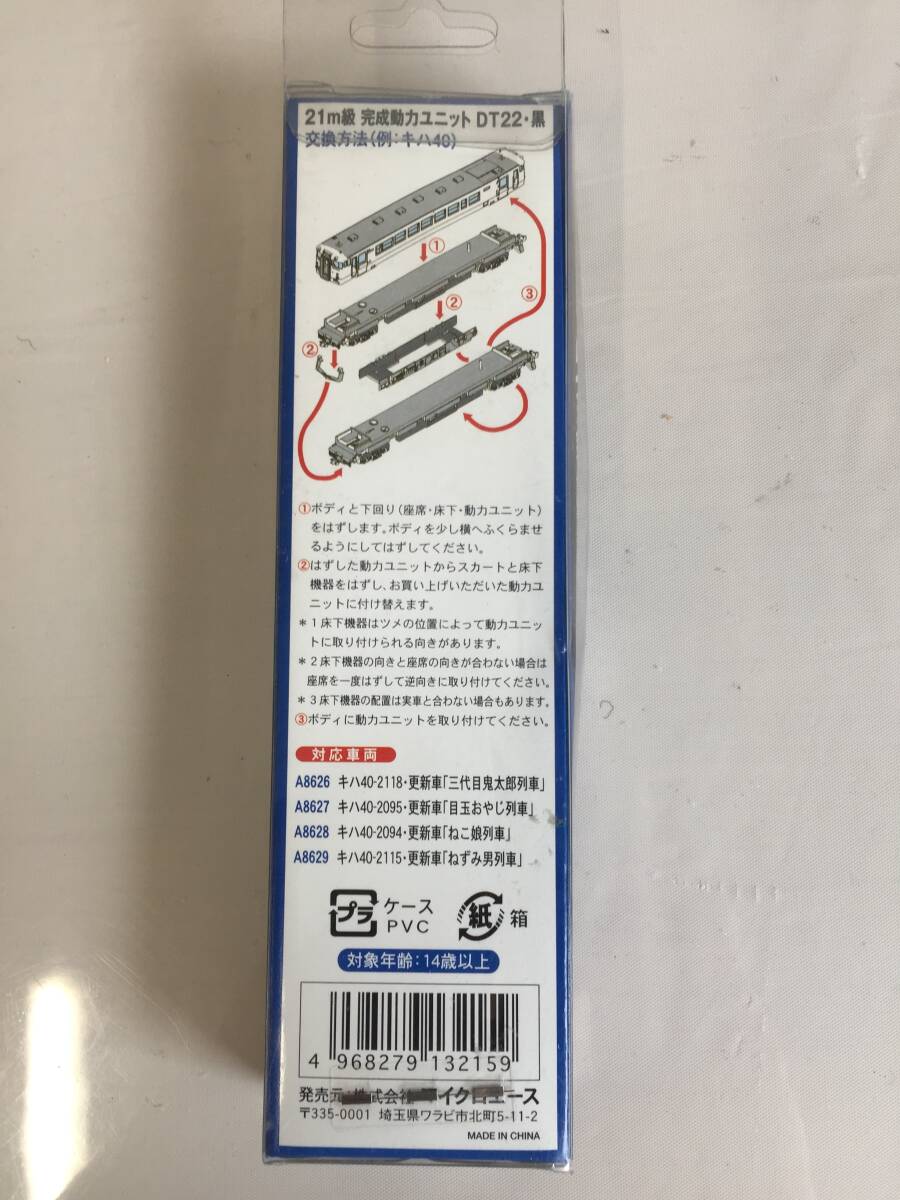 21m級 完成動力ユニット DT22・黒
交換方法(例:キハ40)
①
②
③
②
①ボディと下回り(座席・床下・動力ユニット)
をはずします。ボディを少し横へふくらませ
るようにしてはずしてください。
②はずした動力ユニットからスカートと床下
機器をはずし、お買い上げいただいた動力ユ
ニットに付け替えます。
*1床下機器はツメの位置によって動力ユニッ
トに取り付けられる向きがあります。
*2床下機器の向きと座席の向きが合わない場合は
座席を一度はずして逆向きに取り付けてください。
*3床下機器の配置は実車と合わない場合もあります。
③ボディに動力ユニットを取り付けてください。
対応車両
A8626 キハ40-2118・更新車「三代目鬼太郎列車」
A8627 キハ40-2095・更新車「目玉おやじ列車」
A8628 キハ40-2094・更新車「ねこ娘列車」
A8629 キハ40-2115・更新車「ねずみ男列車」
プラ ケース PVC 紙 箱
対象年齢:14歳以上
4 968279 132159
発売元:株式会社マイクロエース
〒335-0001 埼玉県ワラビ市北町5-11-2
MADE IN CHINA